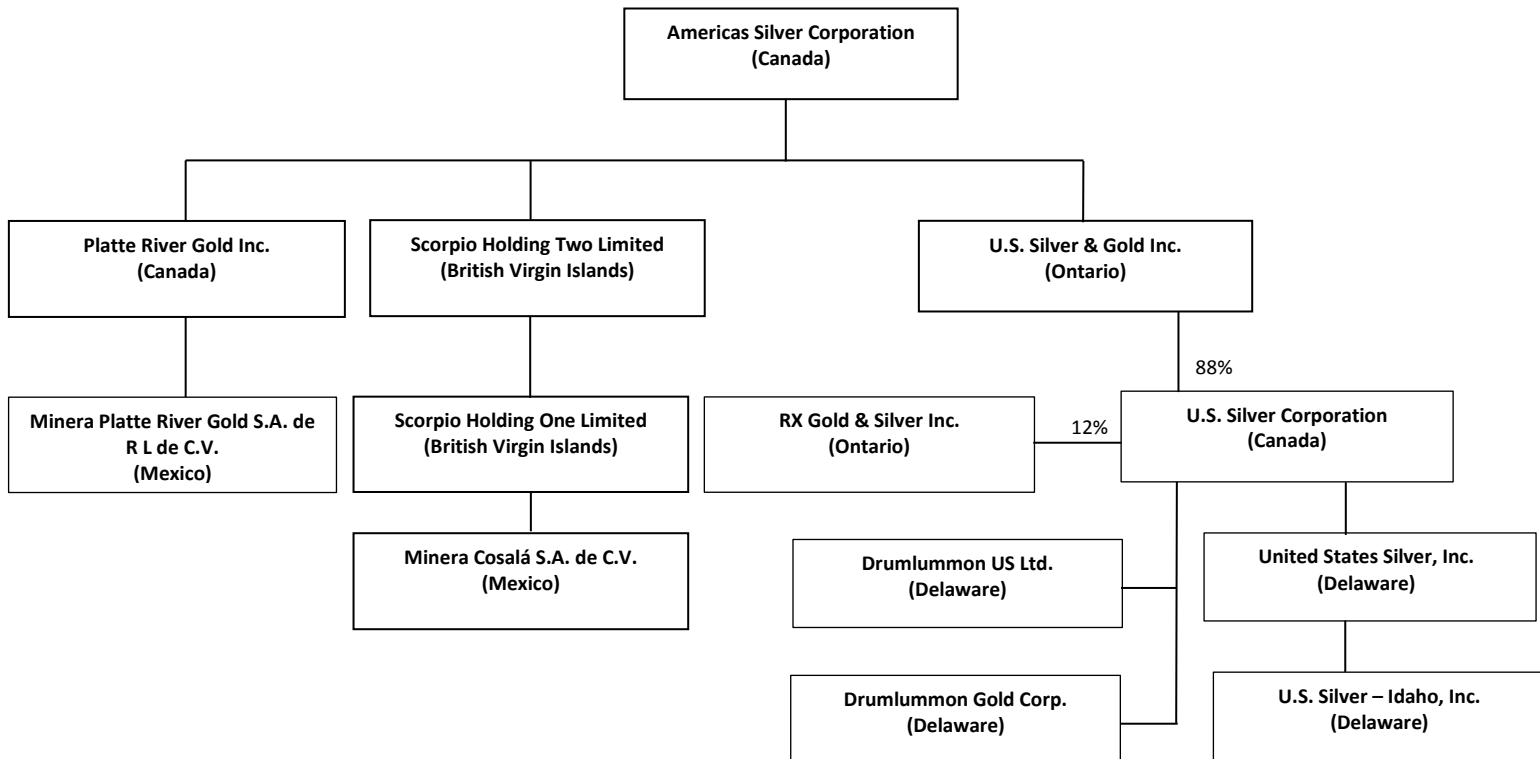 Americas Silver Corporation
(Canada)
Platte River Gold Inc.
(Canada)
Scorpio Holding Two Limited
(British Virgin Islands)
U.S. Silver & Gold Inc.
(Ontario)
88%
Minera Platte River Gold S.A. de
R L de C.V.
(Mexico)
Scorpio Holding One Limited
(British Virgin Islands)
RX Gold & Silver Inc.
(Ontario)
12%
U.S. Silver Corporation
(Canada)
Minera Cosalá S.A. de C.V.
(Mexico)
Drumlummon US Ltd.
(Delaware)
United States Silver, Inc.
(Delaware)
Drumlummon Gold Corp.
(Delaware)
U.S. Silver – Idaho, Inc.
(Delaware)